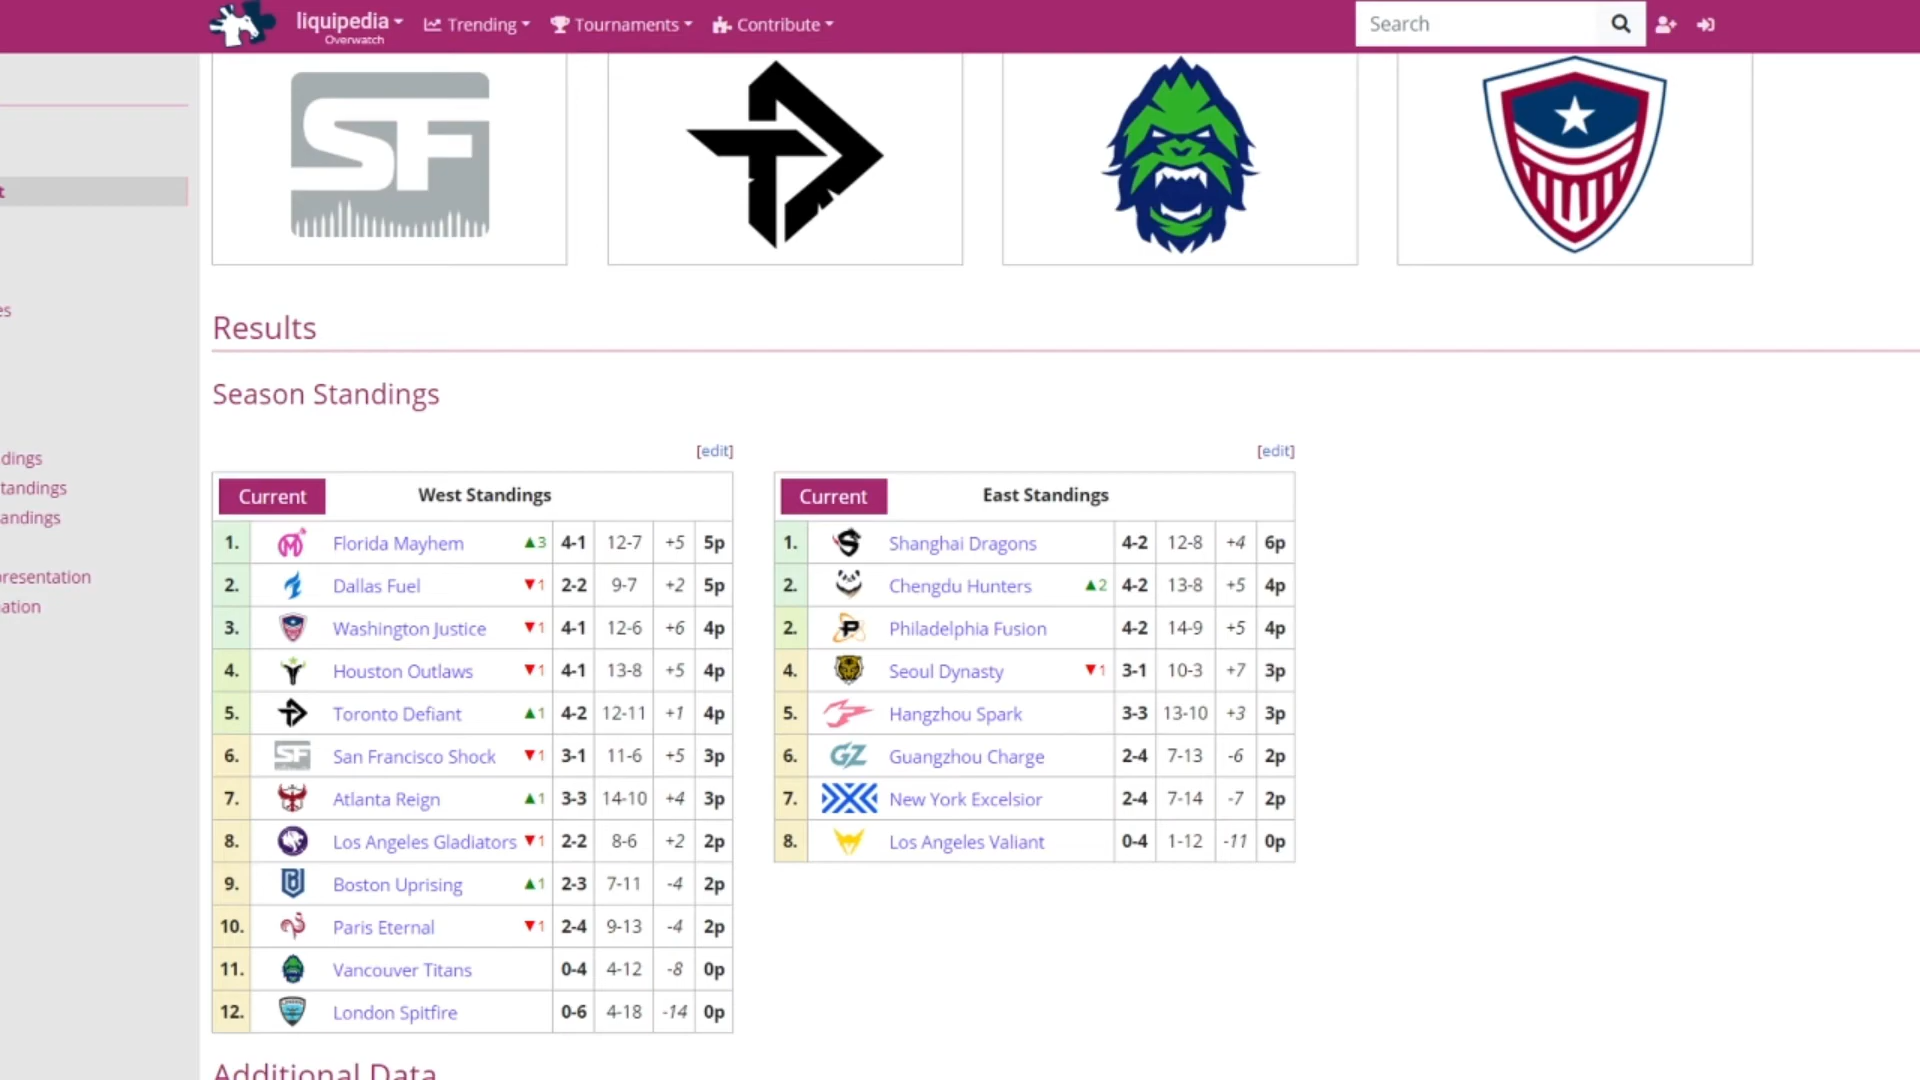 liquipedia
Overwatch
Trending
Tournaments
Contribute
Search
t
es
dings
tandings
andings
presentation
ation
SF
Results
Season Standings
[edit]
Current West Standings
1. Florida Mayhem ▲3 4-1 12-7 +5 5p
2. Dallas Fuel ▼1 2-2 9-7 +2 5p
3. Washington Justice ▼1 4-1 12-6 +6 4p
4. Houston Outlaws ▼1 4-1 13-8 +5 4p
5. Toronto Defiant ▲1 4-2 12-11 +1 4p
6. SF San Francisco Shock ▼1 3-1 11-6 +5 3p
7. Atlanta Reign ▲1 3-3 14-10 +4 3p
8. Los Angeles Gladiators ▼1 2-2 8-6 +2 2p
9. Boston Uprising ▲1 2-3 7-11 -4 2p
10. Paris Eternal ▼1 2-4 9-13 -4 2p
11. Vancouver Titans 0-4 4-12 -8 0p
12. London Spitfire 0-6 4-18 -14 0p
[edit]
Current East Standings
1. Shanghai Dragons 4-2 12-8 +4 6p
2. Chengdu Hunters ▲2 4-2 13-8 +5 4p
2. Philadelphia Fusion 4-2 14-9 +5 4p
4. Seoul Dynasty ▼1 3-1 10-3 +7 3p
5. Hangzhou Spark 3-3 13-10 +3 3p
6. GZ Guangzhou Charge 2-4 7-13 -6 2p
7. New York Excelsior 2-4 7-14 -7 2p
8. Los Angeles Valiant 0-4 1-12 -11 0p
Additional Data